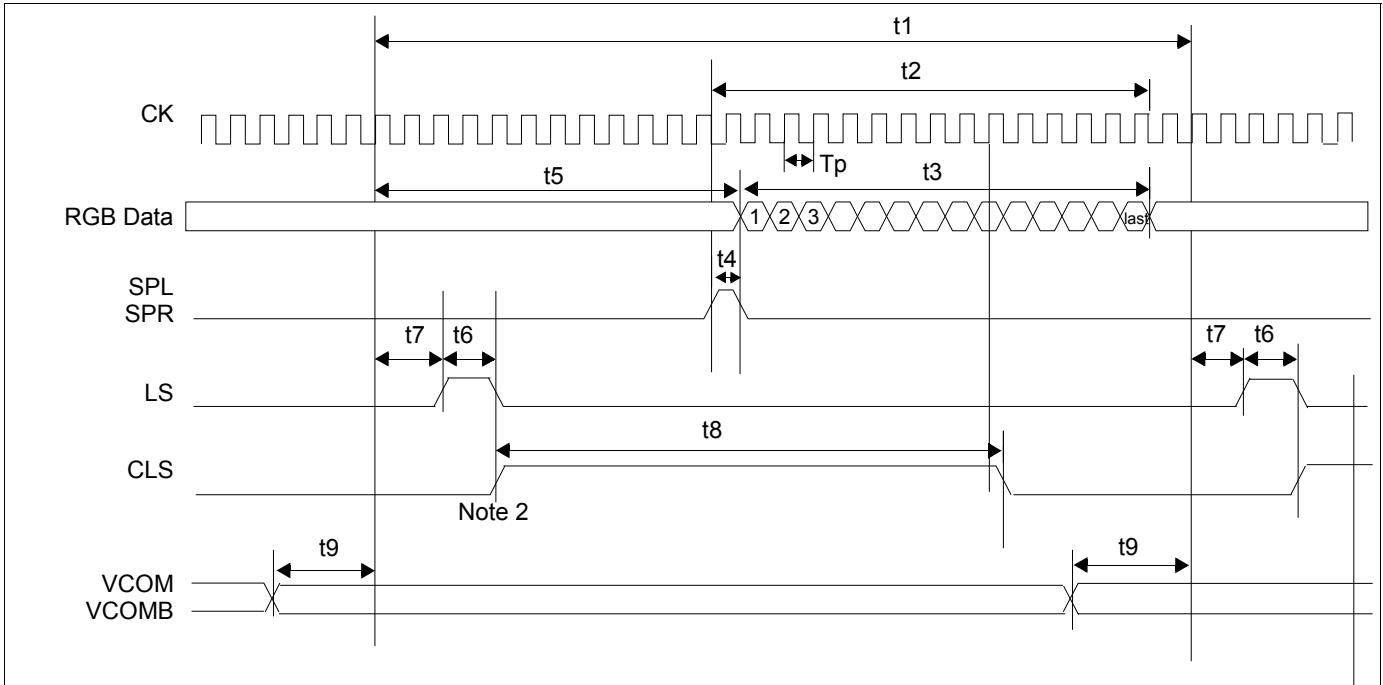 t1
t2
CK
Tp
t5
t3
RGB Data
1 2 3 last
t4
SPL
SPR
t7 t6 t7 t6
LS
t8
CLS
Note 2
t9 t9
VCOM
VCOMB